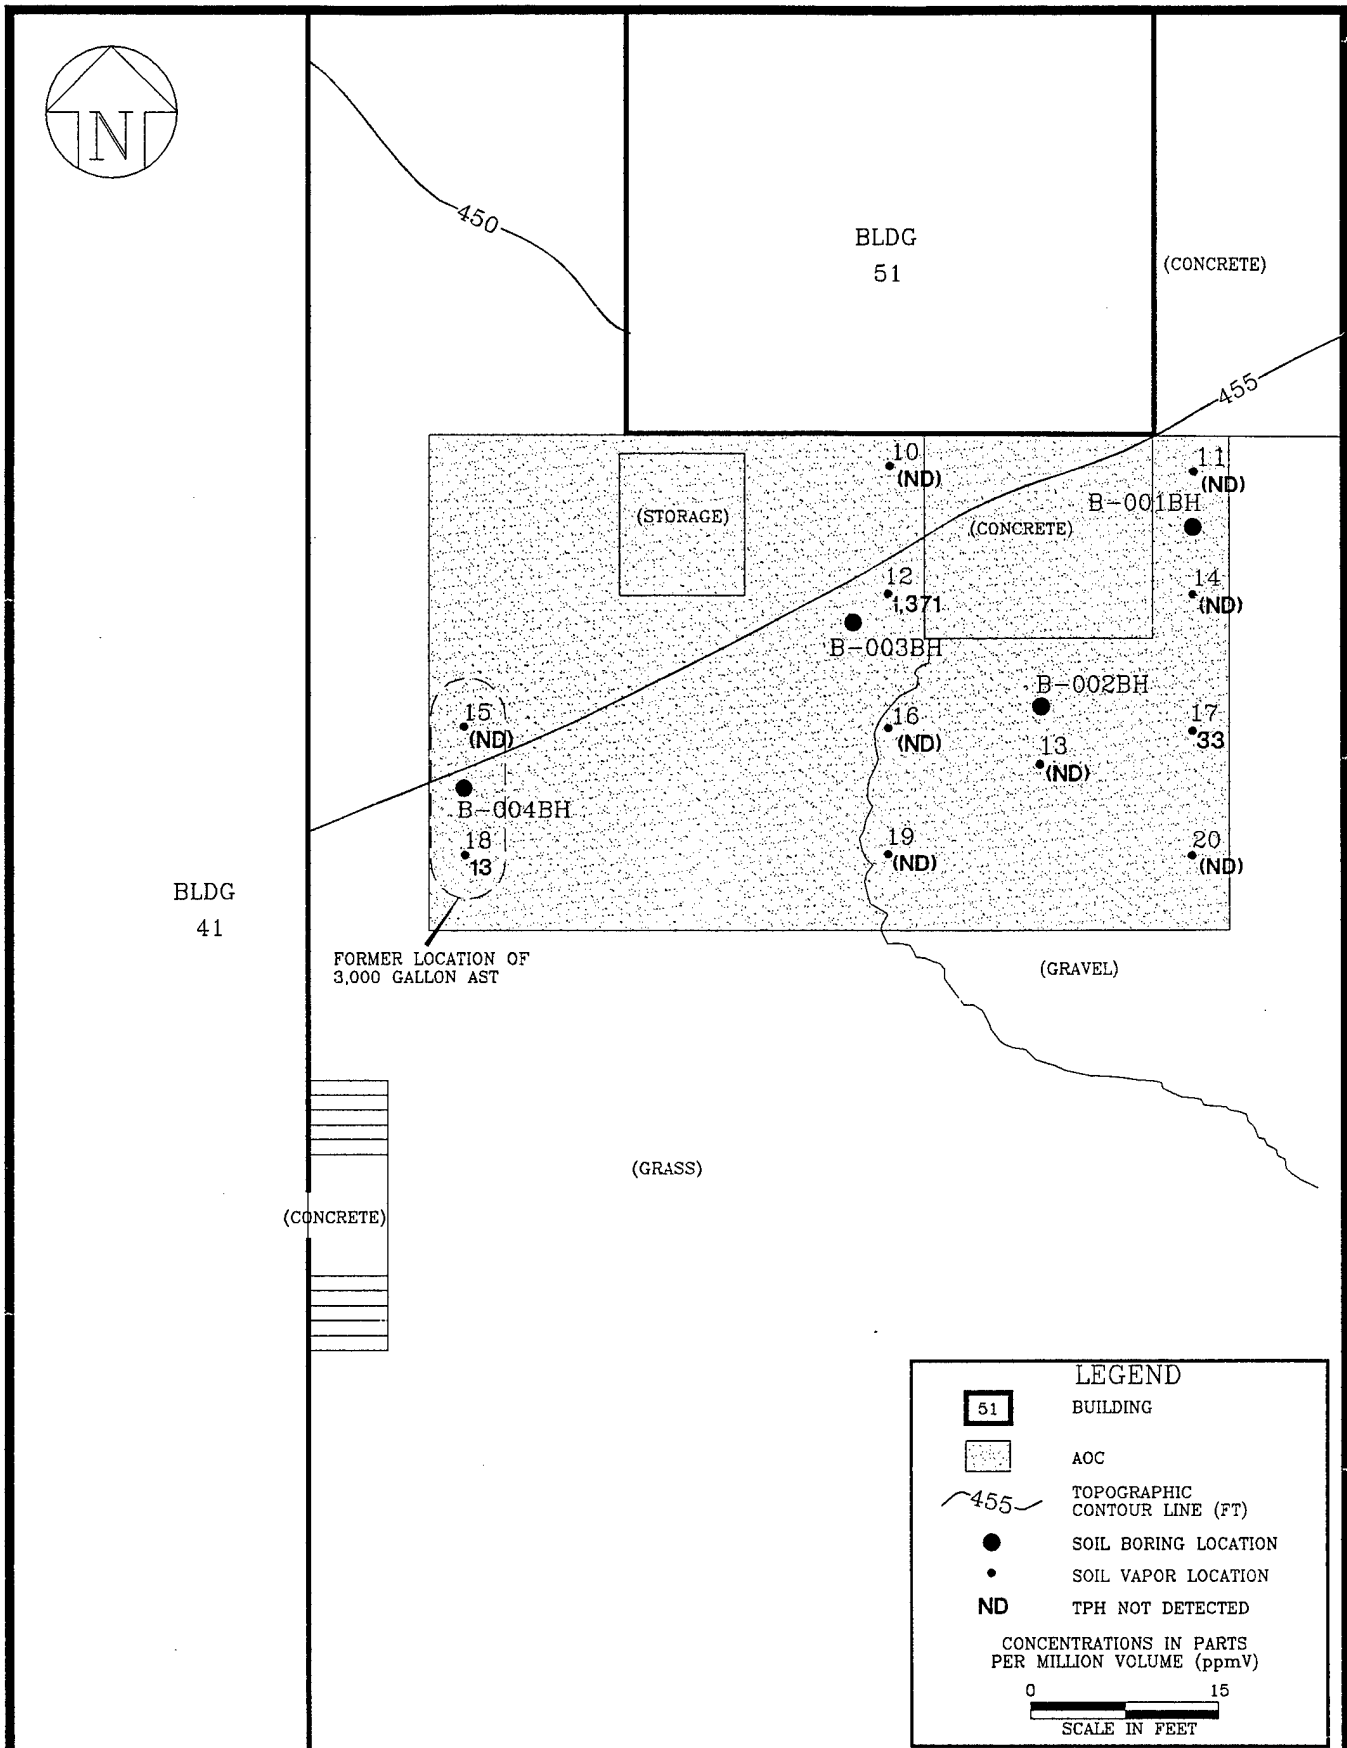 N
450
BLDG
51
(CONCRETE)
455
10
(ND)
11
(ND)
B-001BH
(STORAGE)
(CONCRETE)
12
1,371
14
(ND)
B-003BH
B-002BH
15
(ND)
16
(ND)
17
33
13
(ND)
B-004BH
18
13
19
(ND)
20
(ND)
BLDG
41
FORMER LOCATION OF
3,000 GALLON AST
(GRAVEL)
(GRASS)
(CONCRETE)
LEGEND
51 BUILDING
AOC
455 TOPOGRAPHIC
CONTOUR LINE (FT)
SOIL BORING LOCATION
SOIL VAPOR LOCATION
ND TPH NOT DETECTED
CONCENTRATIONS IN PARTS
PER MILLION VOLUME (ppmV)
0 15
SCALE IN FEET